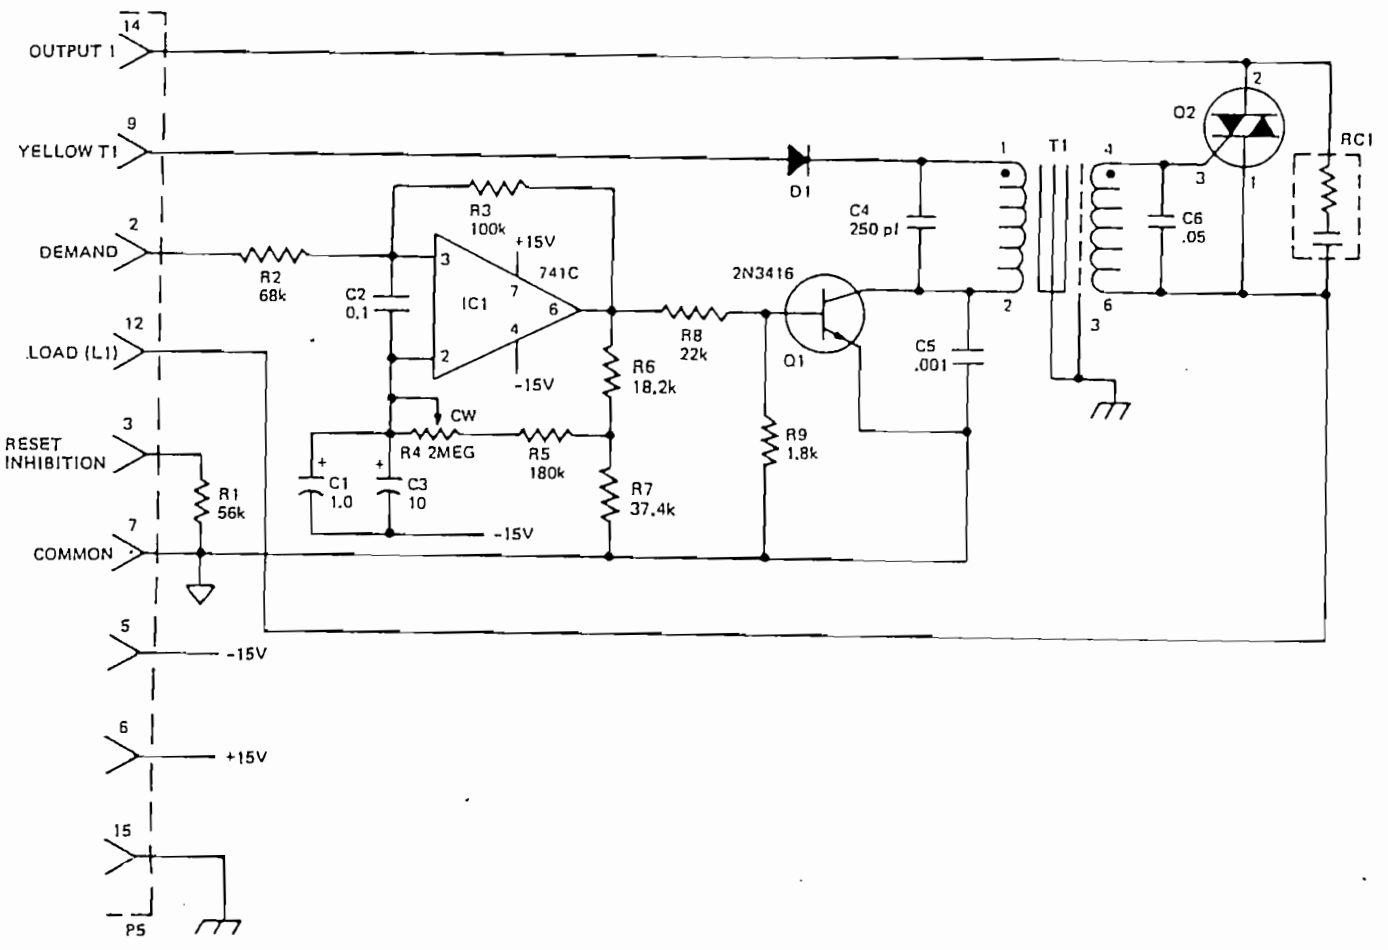 14
OUTPUT 1
9
YELLOW T1
2
DEMAND
12
LOAD (L1)
3
RESET
INHIBITION
7
COMMON
5
-15V
6
+15V
15
P5
R1
56k
R2
68k
R3
100k
C2
0.1
3
+15V
741C
7
IC1
6
4
2
-15V
CW
R4 2MEG
R5
180k
R6
18.2k
R7
37.4k
+
C1
1.0
+
C3
10
-15V
R8
22k
R9
1.8k
2N3416
Q1
D1
C4
250 pf
C5
.001
1
T1
4
2
3
6
C6
.05
Q2
2
3
1
RC1